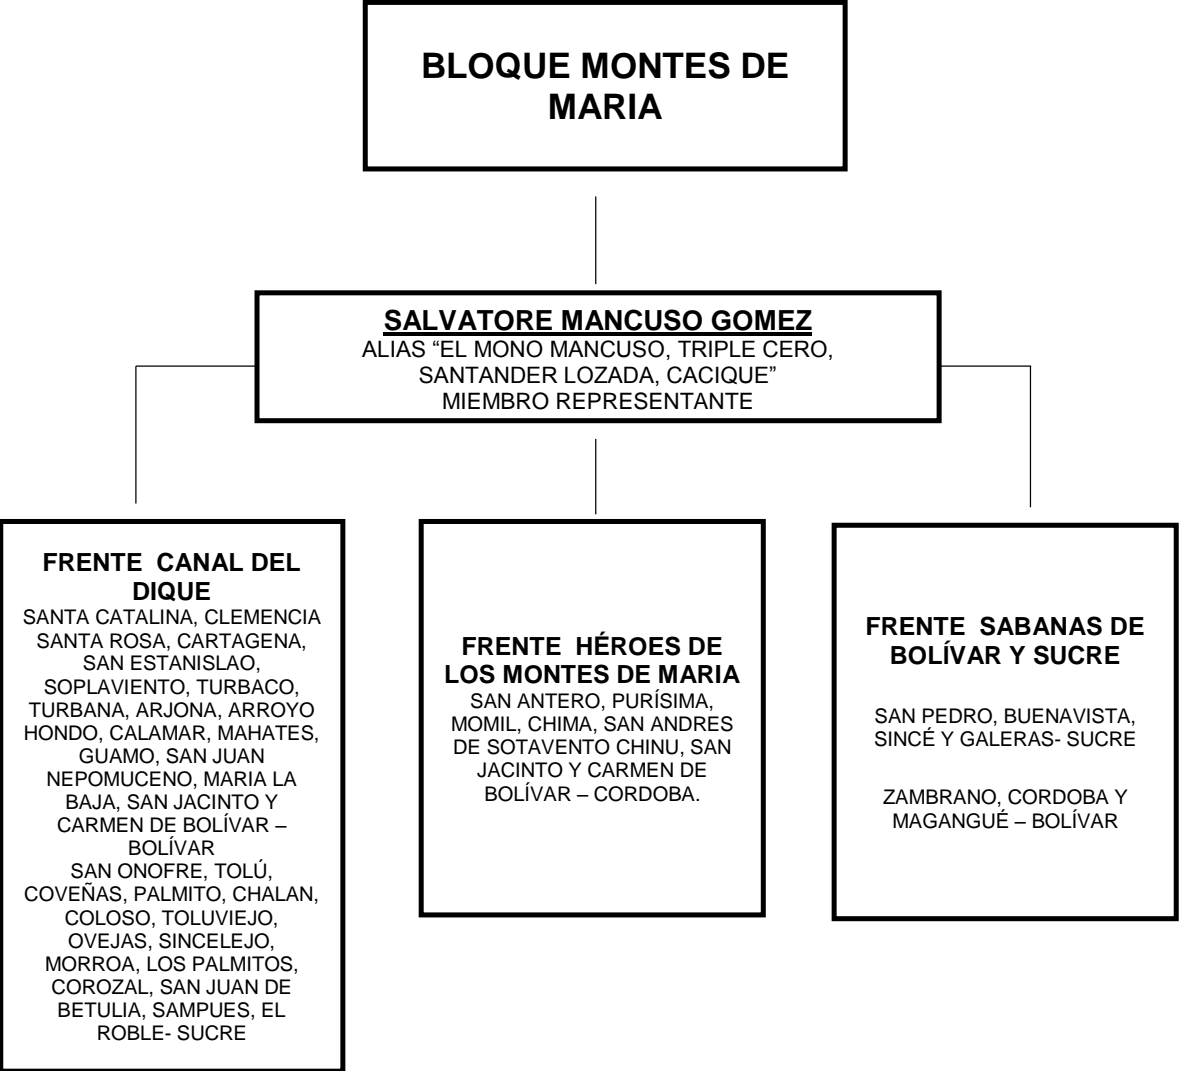 BLOQUE MONTES DE
MARIA
SALVATORE MANCUSO GOMEZ
ALIAS “EL MONO MANCUSO, TRIPLE CERO,
SANTANDER LOZADA, CACIQUE”
MIEMBRO REPRESENTANTE
FRENTE CANAL DEL
DIQUE
SANTA CATALINA, CLEMENCIA
SANTA ROSA, CARTAGENA,
SAN ESTANISLAO,
SOPLAVIENTO, TURBACO,
TURBANA, ARJONA, ARROYO
HONDO, CALAMAR, MAHATES,
GUAMO, SAN JUAN
NEPOMUCENO, MARIA LA
BAJA, SAN JACINTO Y
CARMEN DE BOLÍVAR –
BOLÍVAR
SAN ONOFRE, TOLÚ,
COVEÑAS, PALMITO, CHALAN,
COLOSO, TOLUVIEJO,
OVEJAS, SINCELEJO,
MORROA, LOS PALMITOS,
COROZAL, SAN JUAN DE
BETULIA, SAMPUES, EL
ROBLE- SUCRE
FRENTE HÉROES DE
LOS MONTES DE MARIA
SAN ANTERO, PURÍSIMA,
MOMIL, CHIMA, SAN ANDRES
DE SOTAVENTO CHINU, SAN
JACINTO Y CARMEN DE
BOLÍVAR – CORDOBA.
FRENTE SABANAS DE
BOLÍVAR Y SUCRE
SAN PEDRO, BUENAVISTA,
SINCÉ Y GALERAS- SUCRE
ZAMBRANO, CORDOBA Y
MAGANGUÉ – BOLÍVAR